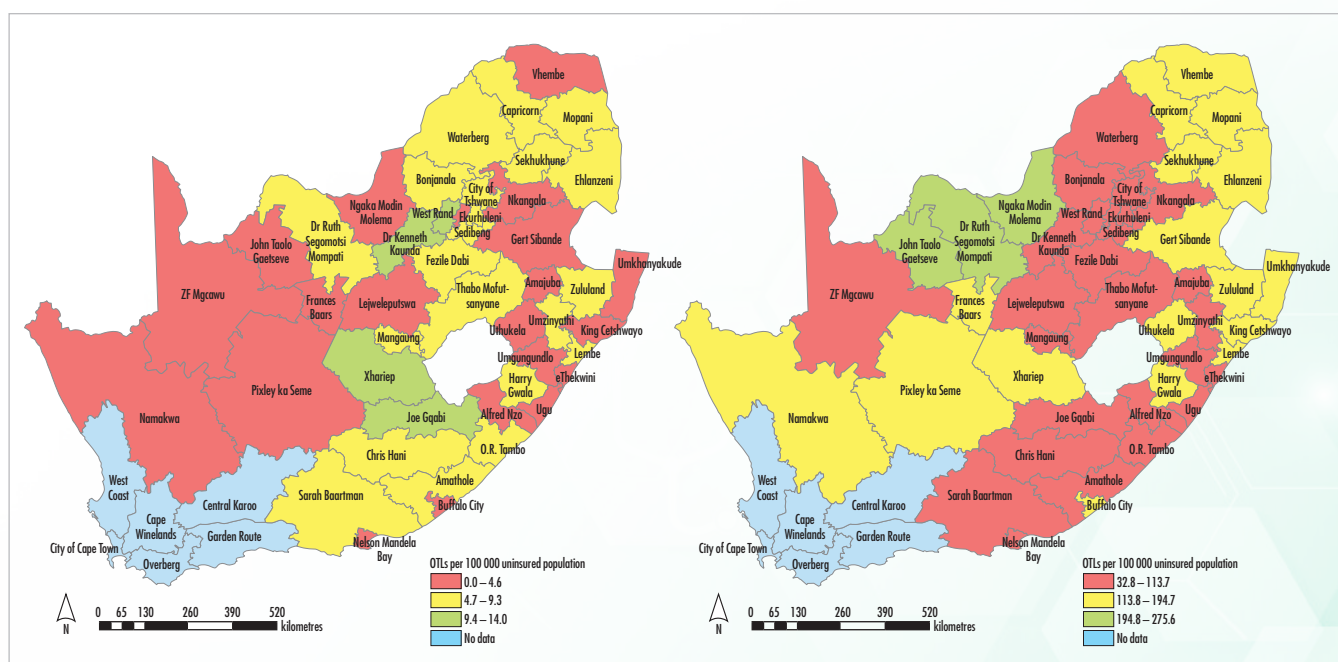 Vhembe
Capricorn
Mopani
Waterberg
Sekhukhune
Ehlanzeni
Bonjanala
City of
Tshwane
Nkangala
Ngaka Modin
Molema
West Rand
Ekurhuleni
Sedibeng
Gert Sibande
Dr Ruth
Segomotsi
Mompati
Dr Kenneth
Kaunda
John Taolo
Gaetseve
Fezile Dabi
Umkhanyakude
ZF Mgcawu
Frances
Baars
Lejweleputswa
Thabo Mofut-
sanyane
Amajuba
Zululand
Uthukela
Umzinyathi
King Cetshwayo
Mangaung
Lembe
Umgungundlo
eThekwini
Xhariep
Harry
Gwala
Pixley ka Seme
Ugu
Namakwa
Joe Gqabi
Alfred Nzo
O.R. Tambo
Chris Hani
West
Coast
Amathole
Sarah Baartman
Central Karoo
Buffalo City
Cape
Winelands
Garden Route
City of Cape Town
Nelson Mandela
Bay
Overberg
OTLs per 100 000 uninsured population
0.0 – 4.6
4.7 – 9.3
9.4 – 14.0
No data
N
0 65 130 260 390 520
kilometres
Vhembe
Capricorn
Mopani
Waterberg
Sekhukhune
Ehlanzeni
Ngaka Modin
Molema
Bonjanala
City of
Tshwane
Nkangala
West Rand
Ekurhuleni
Sedibeng
Gert Sibande
John Taolo
Gaetseve
Dr Ruth
Segomotsi
Mompati
Dr Kenneth
Kaunda
Fezile Dabi
Umkhanyakude
ZF Mgcawu
Frances
Baars
Lejweleputswa
Thabo Mofut-
sanyane
Amajuba
Zululand
Uthukela
Umzinyathi
King Cetshwayo
Mangaung
Lembe
Umgungundlo
eThekwini
Xhariep
Harry
Gwala
Pixley ka Seme
Ugu
Namakwa
Joe Gqabi
Alfred Nzo
O.R. Tambo
Chris Hani
West
Coast
Amathole
Sarah Baartman
Central Karoo
Buffalo City
Cape
Winelands
Garden Route
City of Cape Town
Nelson Mandela
Bay
Overberg
OTLs per 100 000 uninsured population
32.8 – 113.7
113.8 – 194.7
194.8 – 275.6
No data
N
0 65 130 260 390 520
kilometres